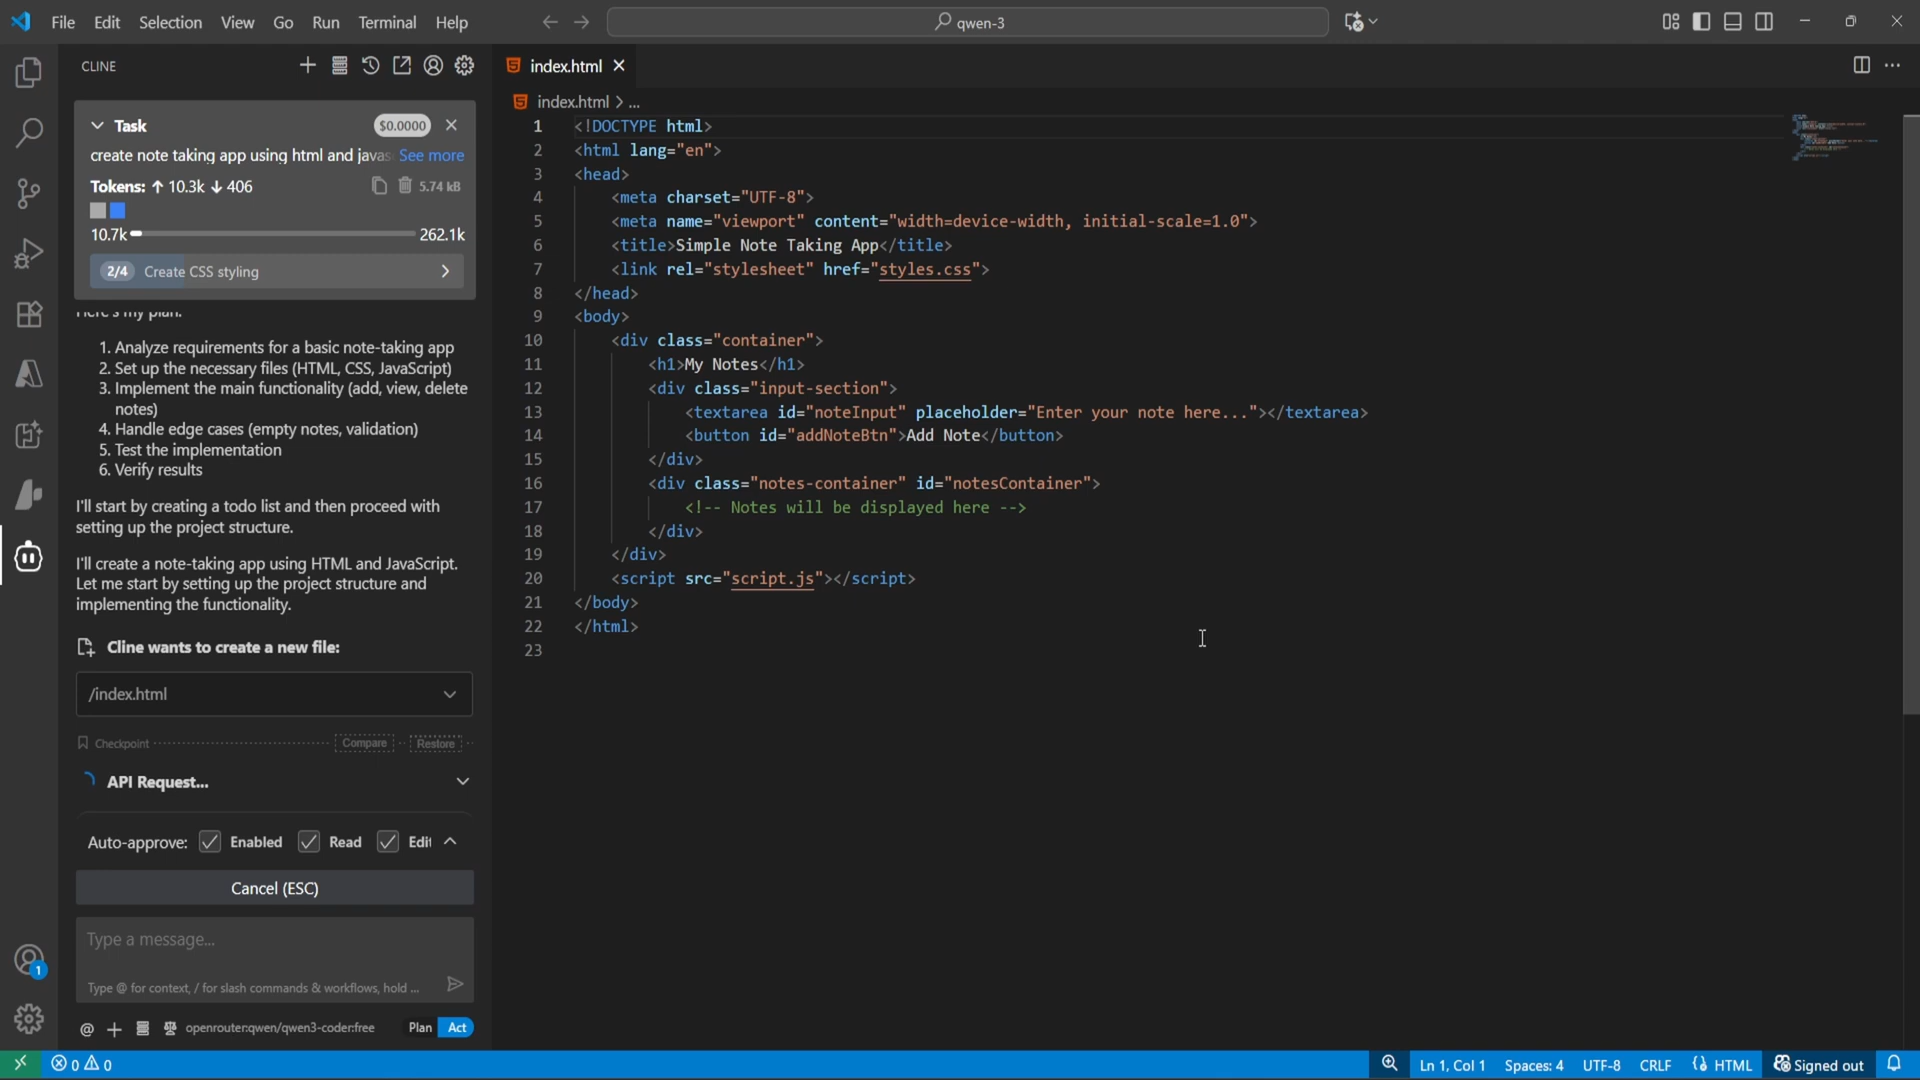 File Edit Selection View Go Run Terminal Help
qwen-3
CLINE
Task
$0.0000
create note taking app using html and javas
See more
Tokens: ↑ 10.3k ↓ 406
5.74 kB
10.7k
262.1k
2/4 Create CSS styling
Here's my plan:
1. Analyze requirements for a basic note-taking app
2. Set up the necessary files (HTML, CSS, JavaScript)
3. Implement the main functionality (add, view, delete
notes)
4. Handle edge cases (empty notes, validation)
5. Test the implementation
6. Verify results
I'll start by creating a todo list and then proceed with
setting up the project structure.
I'll create a note-taking app using HTML and JavaScript.
Let me start by setting up the project structure and
implementing the functionality.
Cline wants to create a new file:
/index.html
Checkpoint
Compare
Restore
API Request...
Auto-approve: Enabled Read Edit
Cancel (ESC)
Type a message...
Type @ for context, / for slash commands & workflows, hold ...
@
openrouter:qwen/qwen3-coder:free
Plan Act
1
index.html
index.html > ...
1 <!DOCTYPE html>
2 <html lang="en">
3 <head>
4 <meta charset="UTF-8">
5 <meta name="viewport" content="width=device-width, initial-scale=1.0">
6 <title>Simple Note Taking App</title>
7 <link rel="stylesheet" href="styles.css">
8 </head>
9 <body>
10 <div class="container">
11 <h1>My Notes</h1>
12 <div class="input-section">
13 <textarea id="noteInput" placeholder="Enter your note here..."></textarea>
14 <button id="addNoteBtn">Add Note</button>
15 </div>
16 <div class="notes-container" id="notesContainer">
17 <!-- Notes will be displayed here -->
18 </div>
19 </div>
20 <script src="script.js"></script>
21 </body>
22 </html>
23
0 0
Ln 1, Col 1
Spaces: 4
UTF-8
CRLF
HTML
Signed out